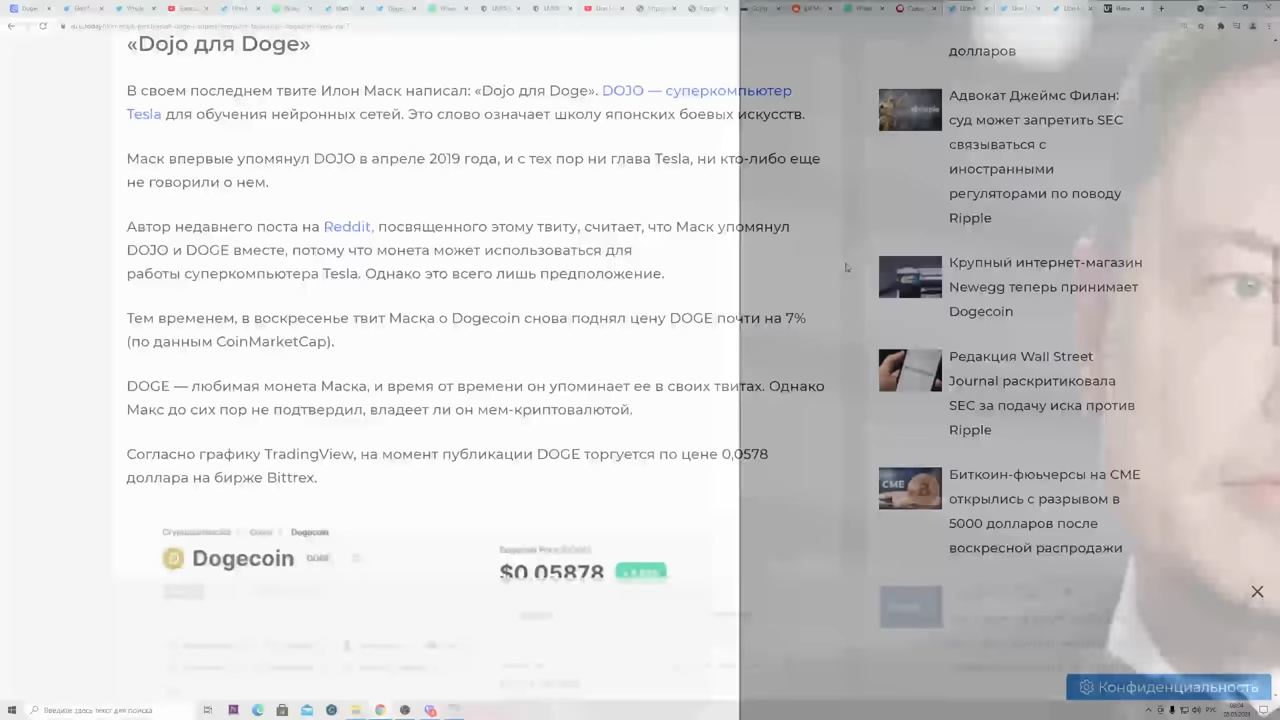 «Dojo для Doge»
В своем последнем твите Илон Маск написал: «Dojo для Doge». DOJO — суперкомпьютер
Tesla для обучения нейронных сетей. Это слово означает школу японских боевых искусств.
Маск впервые упомянул DOJO в апреле 2019 года, и с тех пор ни глава Tesla, ни кто-либо еще
не говорили о нем.
Автор недавнего поста на Reddit, посвященного этому твиту, считает, что Маск упомянул
DOJO и DOGE вместе, потому что монета может использоваться для
работы суперкомпьютера Tesla. Однако это всего лишь предположение.
Тем временем, в воскресенье твит Маска о Dogecoin снова поднял цену DOGE почти на 7%
(по данным CoinMarketCap).
DOGE — любимая монета Маска, и время от времени он упоминает ее в своих твитах. Однако
Макс до сих пор не подтвердил, владеет ли он мем-криптовалютой.
Согласно графику TradingView, на момент публикации DOGE торгуется по цене 0,0578
доллара на бирже Bittrex.
Dogecoin
Dogecoin
$0.05878
долларов
Адвокат Джеймс Филан:
суд может запретить SEC
связываться с
иностранными
регуляторами по поводу
Ripple
Крупный интернет-магазин
Newegg теперь принимает
Dogecoin
Редакция Wall Street
Journal раскритиковала
SEC за подачу иска против
Ripple
CME
Биткоин-фьючерсы на CME
открылись с разрывом в
5000 долларов после
воскресной распродажи
Конфиденциальность
Введите здесь текст для поиска
РУС